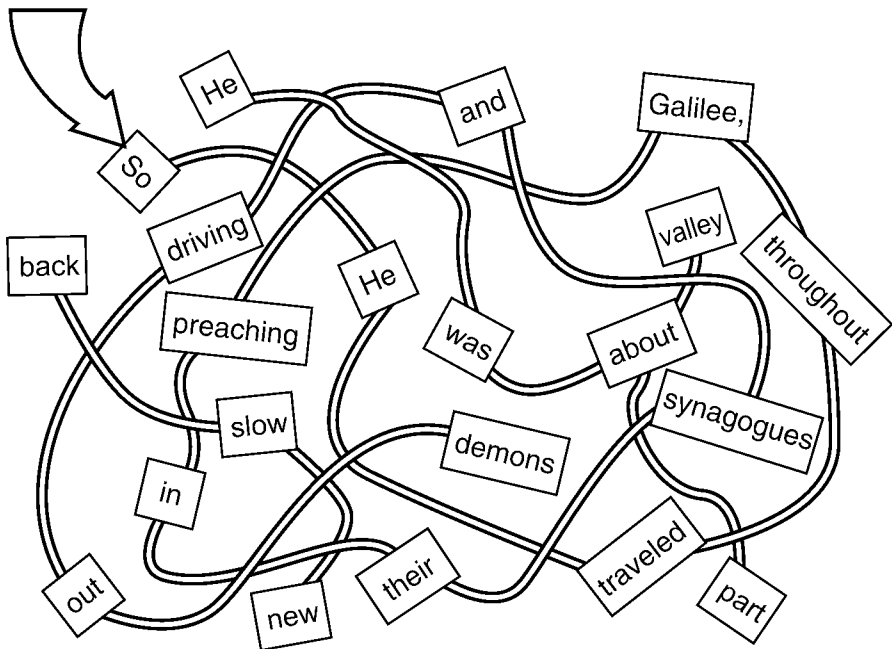 He
and
Galilee,
So
driving
valley
back
He
throughout
preaching
was
about
slow
synagogues
demons
in
out
their
traveled
new
part